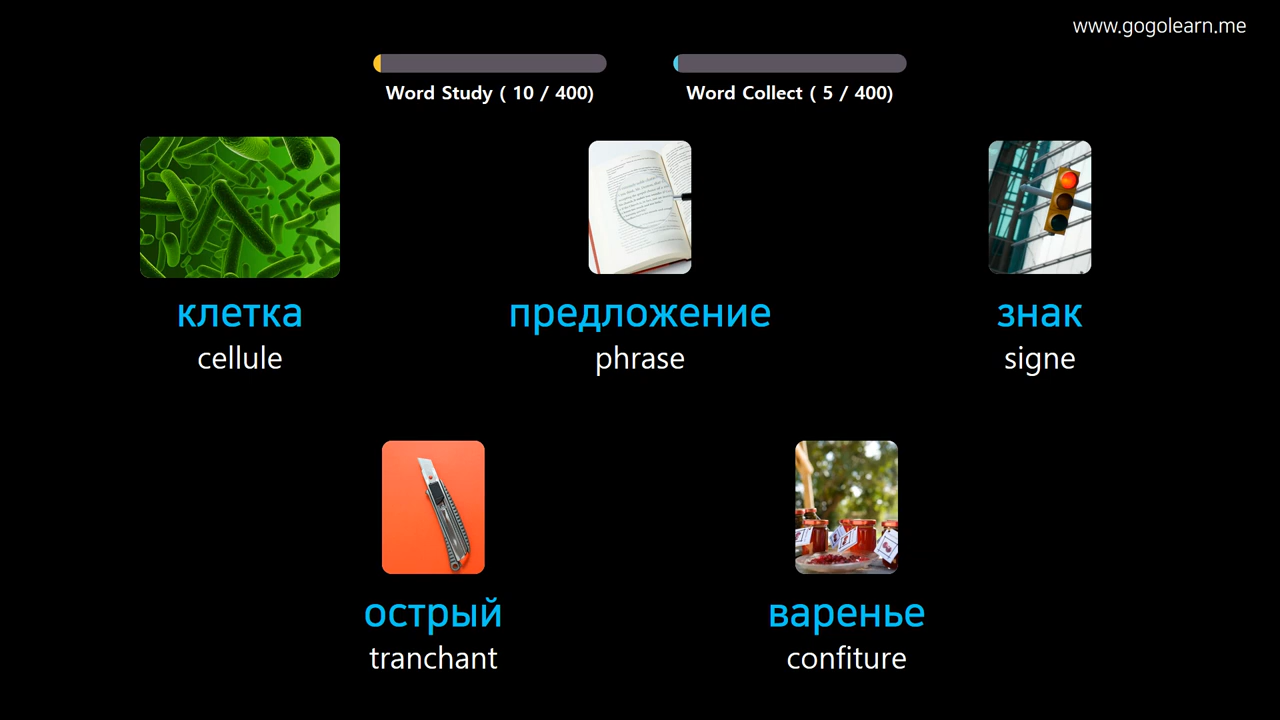 www.gogolearn.me
Word Study ( 10 / 400)
Word Collect ( 5 / 400)
клетка
cellule
предложение
phrase
знак
signe
острый
tranchant
варенье
confiture